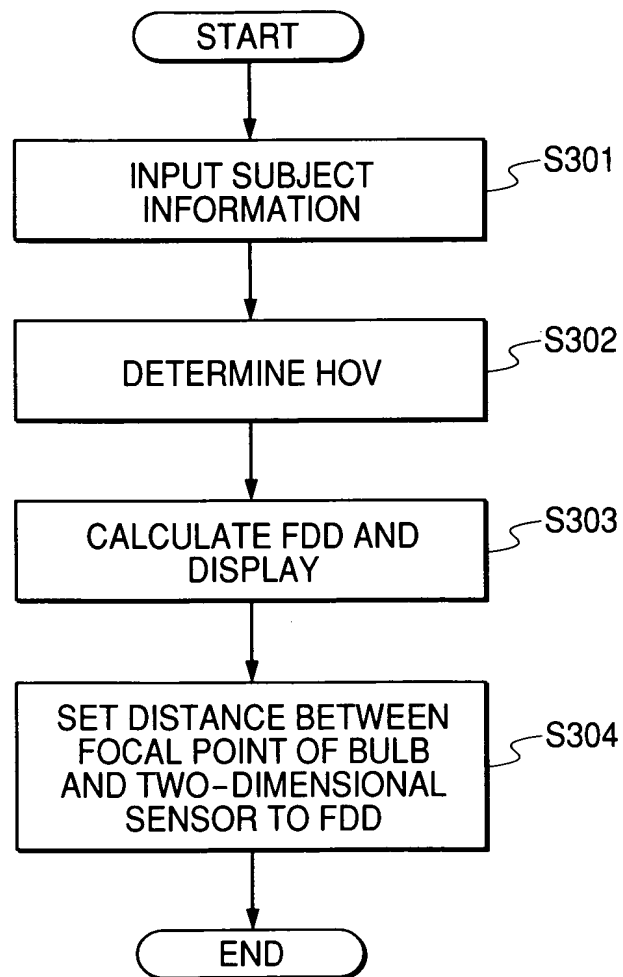 START
INPUT SUBJECT
INFORMATION
S301
DETERMINE HOV
S302
CALCULATE FDD AND
DISPLAY
S303
SET DISTANCE BETWEEN
FOCAL POINT OF BULB
AND TWO-DIMENSIONAL
SENSOR TO FDD
S304
END